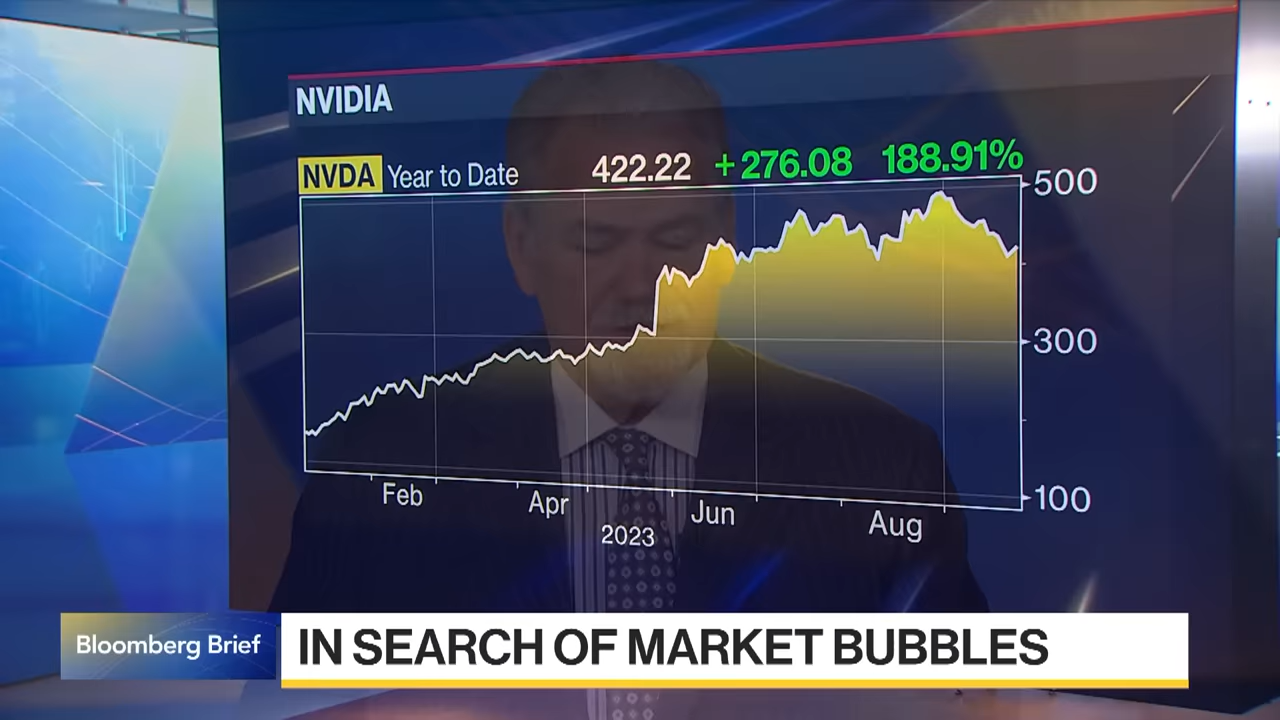 NVIDIA
NVDA Year to Date 422.22 +276.08 188.91%
500
300
100
Feb Apr Jun Aug
2023
Bloomberg Brief
IN SEARCH OF MARKET BUBBLES